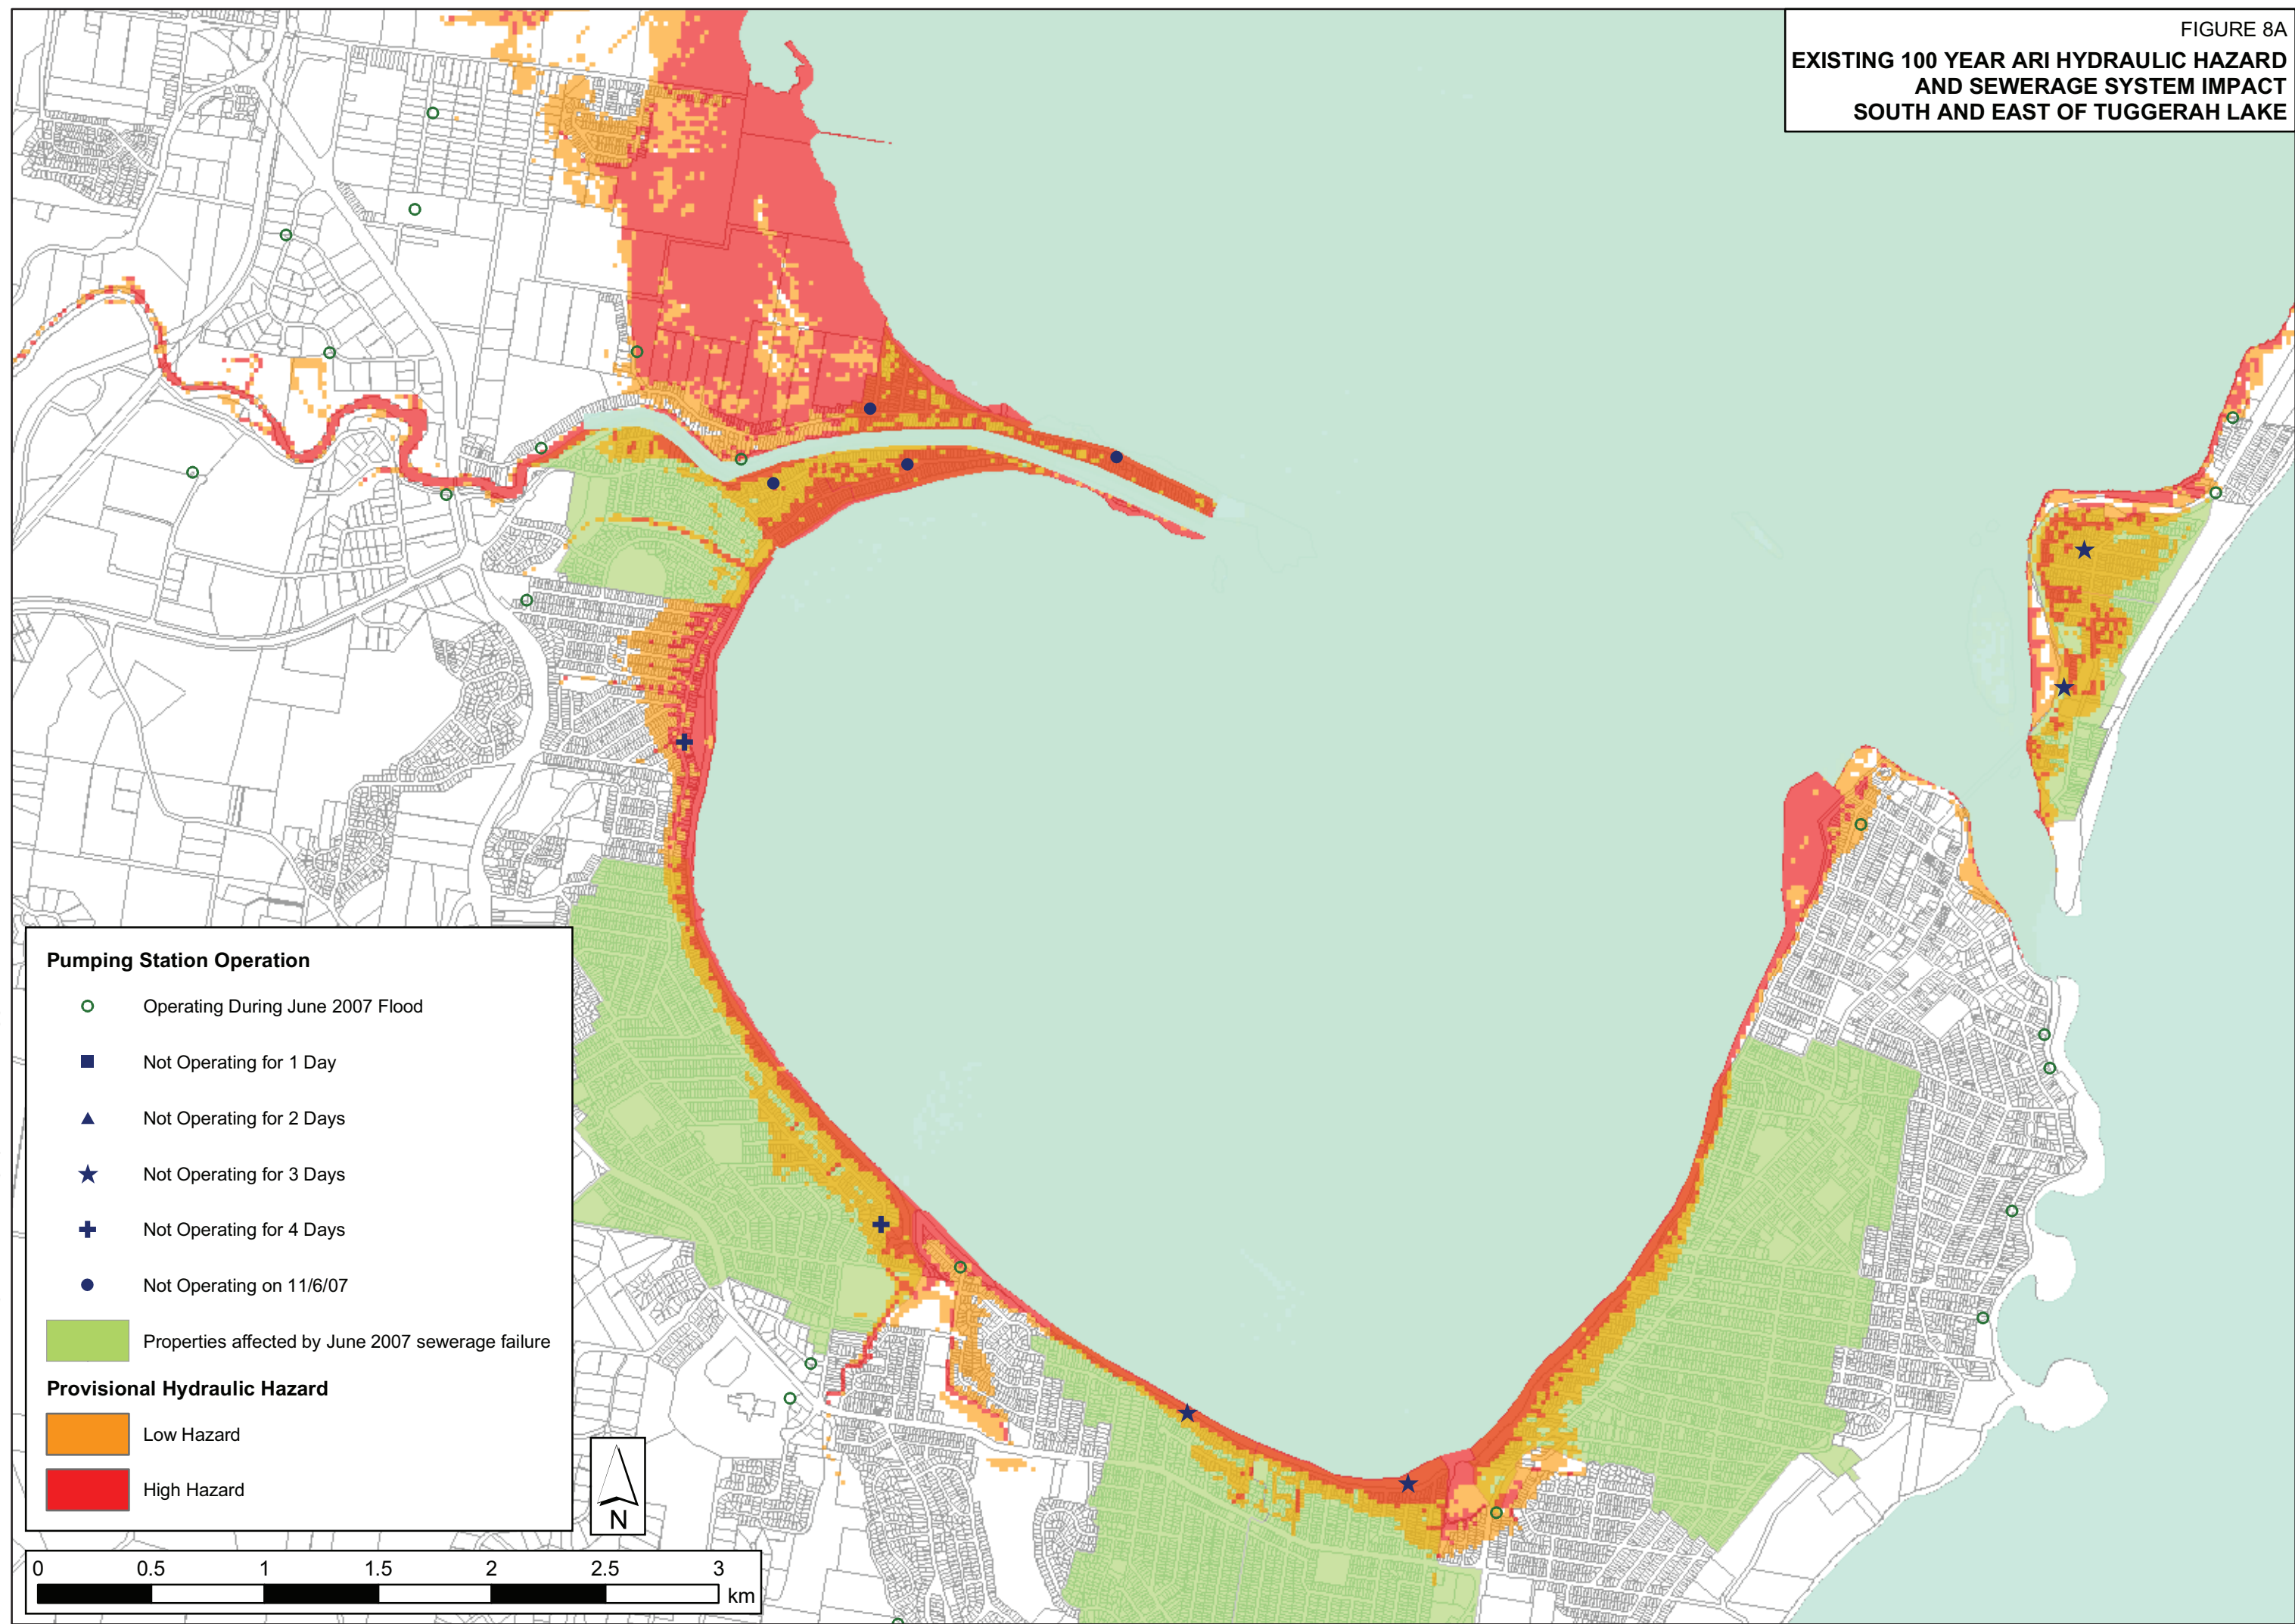 FIGURE 8A
EXISTING 100 YEAR ARI HYDRAULIC HAZARD
AND SEWERAGE SYSTEM IMPACT
SOUTH AND EAST OF TUGGERAH LAKE
Pumping Station Operation
Operating During June 2007 Flood
Not Operating for 1 Day
Not Operating for 2 Days
Not Operating for 3 Days
Not Operating for 4 Days
Not Operating on 11/6/07
Properties affected by June 2007 sewerage failure
Provisional Hydraulic Hazard
Low Hazard
High Hazard
N
0 0.5 1 1.5 2 2.5 3
km